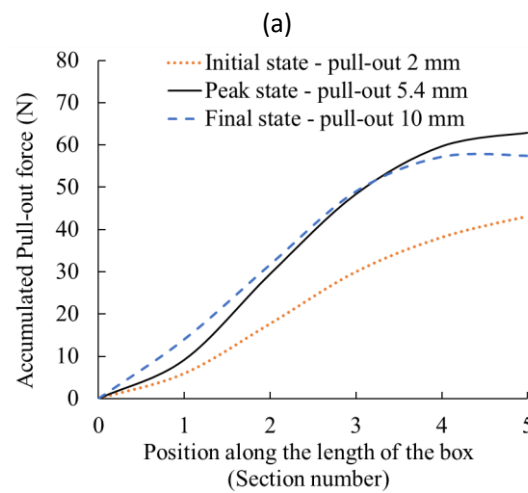 (a)
Accumulated Pull-out force (N)
80
70
60
50
40
30
20
10
0
Initial state - pull-out 2 mm
Peak state - pull-out 5.4 mm
Final state - pull-out 10 mm
0 1 2 3 4 5
Position along the length of the box
(Section number)